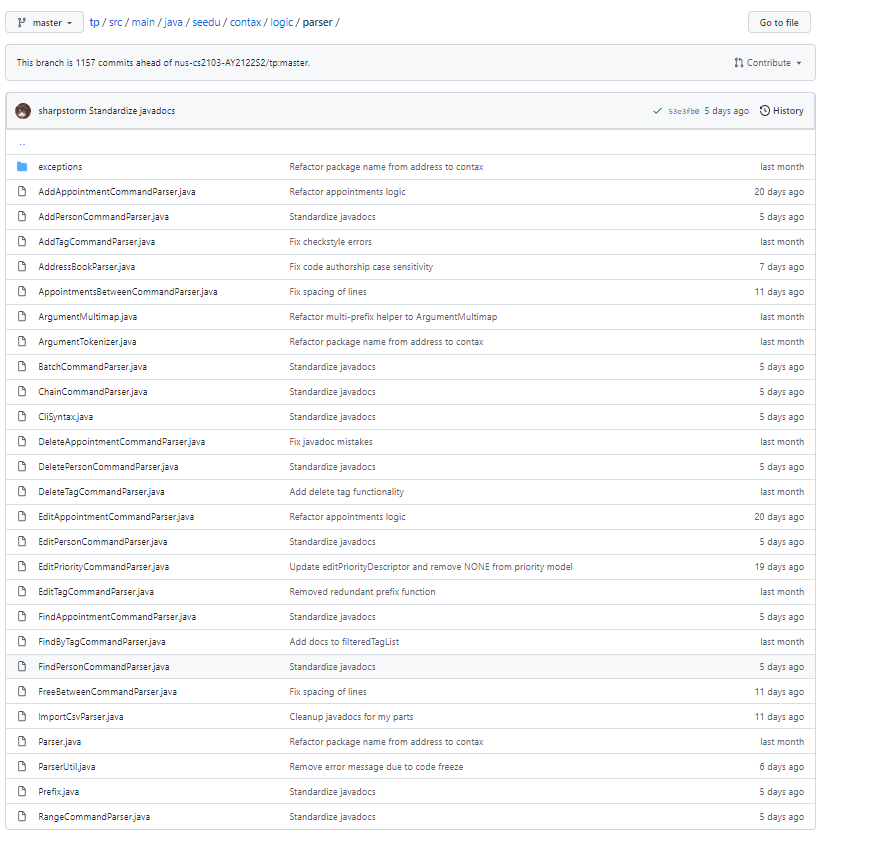 master tp / src / main / java / seedu / contax / logic / parser / Go to file
This branch is 1157 commits ahead of nus-cs2103-AY2122S2/tp:master. Contribute
sharpstorm Standardize javadocs 53e3fb0 5 days ago History
..
exceptions Refactor package name from address to contax last month
AddAppointmentCommandParser.java Refactor appointments logic 20 days ago
AddPersonCommandParser.java Standardize javadocs 5 days ago
AddTagCommandParser.java Fix checkstyle errors last month
AddressBookParser.java Fix code authorship case sensitivity 7 days ago
AppointmentsBetweenCommandParser.java Fix spacing of lines 11 days ago
ArgumentMultimap.java Refactor multi-prefix helper to ArgumentMultimap last month
ArgumentTokenizer.java Refactor package name from address to contax last month
BatchCommandParser.java Standardize javadocs 5 days ago
ChainCommandParser.java Standardize javadocs 5 days ago
CliSyntax.java Standardize javadocs 5 days ago
DeleteAppointmentCommandParser.java Fix javadoc mistakes last month
DeletePersonCommandParser.java Standardize javadocs 5 days ago
DeleteTagCommandParser.java Add delete tag functionality last month
EditAppointmentCommandParser.java Refactor appointments logic 20 days ago
EditPersonCommandParser.java Standardize javadocs 5 days ago
EditPriorityCommandParser.java Update editPriorityDescriptor and remove NONE from priority model 19 days ago
EditTagCommandParser.java Removed redundant prefix function last month
FindAppointmentCommandParser.java Standardize javadocs 5 days ago
FindByTagCommandParser.java Add docs to filteredTagList last month
FindPersonCommandParser.java Standardize javadocs 5 days ago
FreeBetweenCommandParser.java Fix spacing of lines 11 days ago
ImportCsvParser.java Cleanup javadocs for my parts 11 days ago
Parser.java Refactor package name from address to contax last month
ParserUtil.java Remove error message due to code freeze 6 days ago
Prefix.java Standardize javadocs 5 days ago
RangeCommandParser.java Standardize javadocs 5 days ago